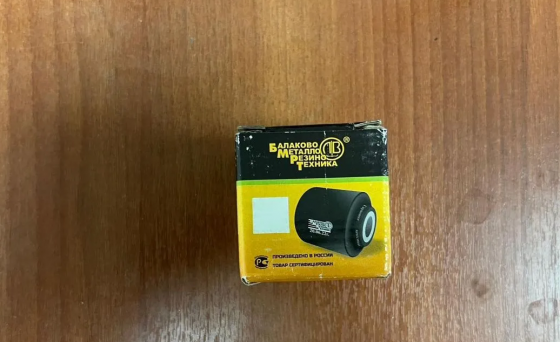 БАЛАКОВО
МЕТАЛЛО
РЕЗИНО
ТЕХНИКА
®
ПРОИЗВЕДЕНО В РОССИИ
ТОВАР СЕРТИФИЦИРОВАН